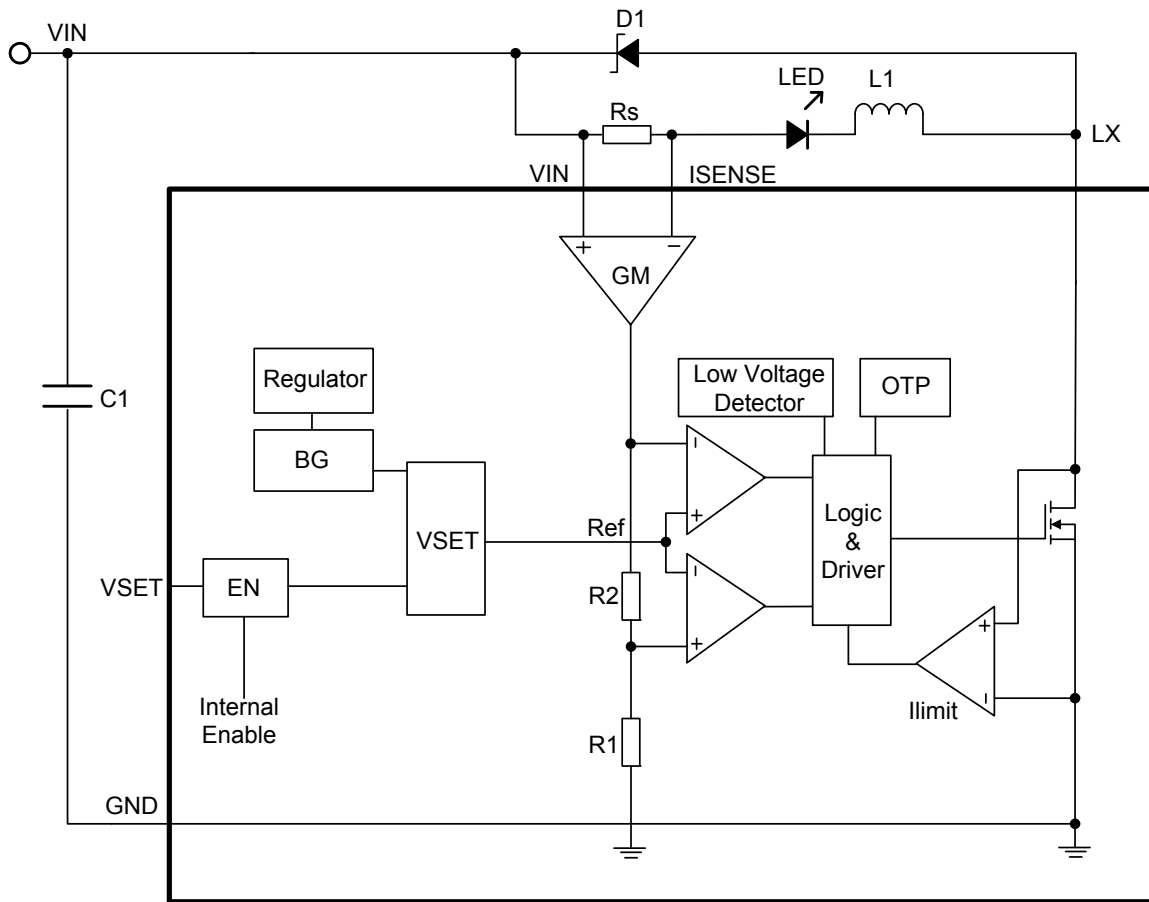 VIN
D1
LED
L1
Rs
LX
VIN
ISENSE
+
−
GM
Regulator
Low Voltage
Detector
OTP
C1
BG
−
Logic
&
Driver
+
Ref
VSET
−
VSET
EN
R2
+
+
−
Internal
Enable
Ilimit
R1
GND